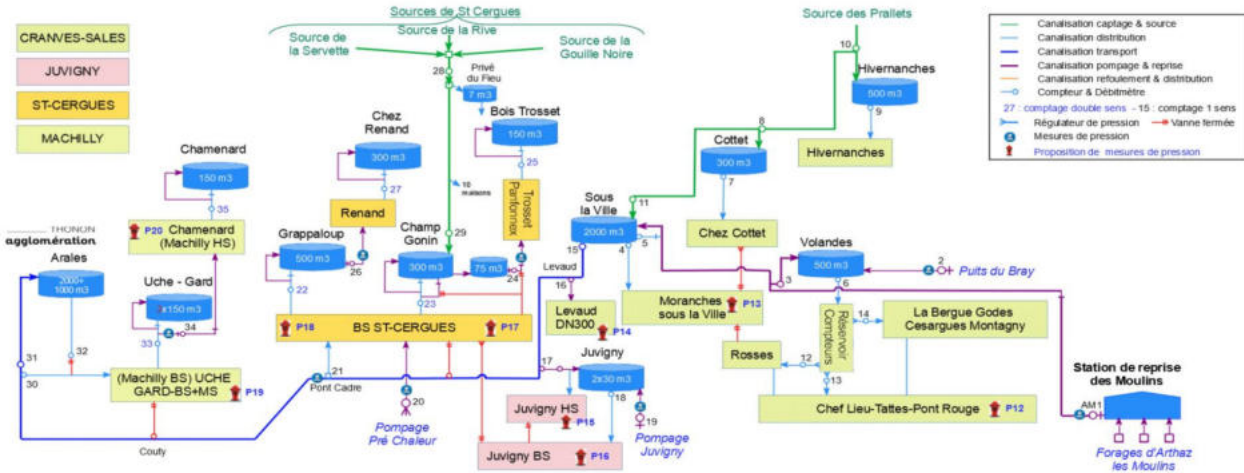 CRANVES-SALES
JUVIGNY
ST-CERGUES
MACHILLY
Sources de St Cergues
Source de la Rive
Source de
la Servette
Source de la
Gouille Noire
Source des Prallets
28
Privé
du Fieu
7 m3
Bois Trosset
150 m3
25
Trosset
Panfonnex
24
Chez
Renand
300 m3
27
Renand
26
10
maisons
29
Chamenard
150 m3
35
P20
Chamenard
(Machilly HS)
Grappaloup
500 m3
22
Champ
Gonin
300 m3
75 m3
23
P18
BS ST-CERGUES
P17
THONON
agglomération
Arales
2000+
1000 m3
31
30
32
Uche - Gard
2x150 m3
34
33
(Machilly BS) UCHE
GARD-BS+MS
P19
Couty
21
Pont Cadre
20
Pompage
Pré Chaleur
Sous
la Ville
2000 m3
11
15
4
5
Levaud
16
Levaud
DN300
P14
Moranches
sous la Ville
P13
17
Juvigny
2x30 m3
18
19
Juvigny HS
P15
Juvigny BS
P16
Pompage
Juvigny
10
Hivernanches
500 m3
9
Hivernanches
8
Cottet
300 m3
7
Chez Cottet
Volandes
500 m3
3
2
Puits du Bray
6
Réservoir
Compteurs
14
La Bergue Godes
Cesargues Montagny
Rosses
12
13
Chef Lieu-Tattes-Pont Rouge
P12
Station de reprise
des Moulins
AM1
Forages d'Arthaz
les Moulins
Canalisation captage & source
Canalisation distribution
Canalisation transport
Canalisation pompage & reprise
Canalisation refoulement & distribution
Compteur & Débitmètre
27 : comptage double sens - 15 : comptage 1 sens
Régulateur de pression
Vanne fermée
Mesures de pression
Proposition de mesures de pression